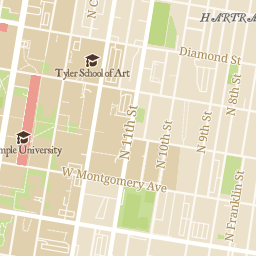 HARTRA
N C
Diamond St
Tyler School of Art
N 8th St
N 11th St
N 9th St
N 10th St
mple University
W Montgomery Ave
N Franklin St